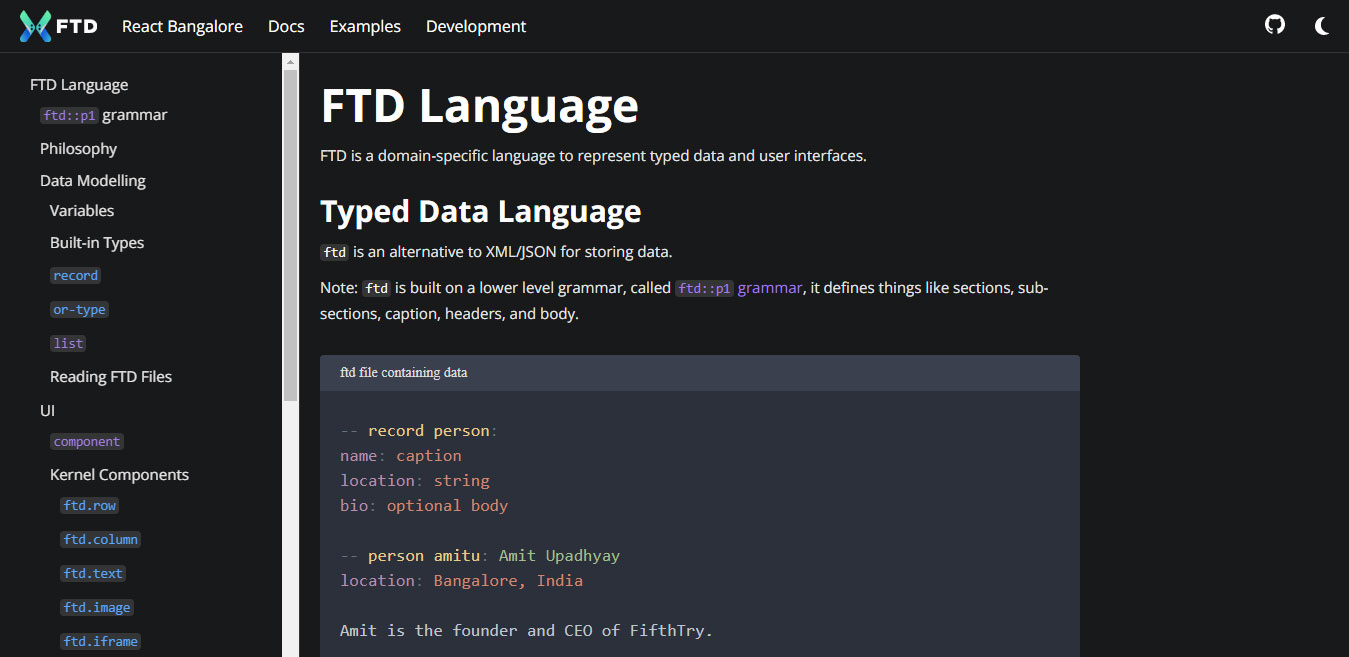 FTD React Bangalore Docs Examples Development
FTD Language
ftd::p1 grammar
Philosophy
Data Modelling
Variables
Built-in Types
record
or-type
list
Reading FTD Files
UI
component
Kernel Components
ftd.row
ftd.column
ftd.text
ftd.image
ftd.iframe
FTD Language
FTD is a domain-specific language to represent typed data and user interfaces.
Typed Data Language
ftd is an alternative to XML/JSON for storing data.
Note: ftd is built on a lower level grammar, called ftd::p1 grammar, it defines things like sections, sub-
sections, caption, headers, and body.
ftd file containing data
-- record person:
name: caption
location: string
bio: optional body
-- person amitu: Amit Upadhyay
location: Bangalore, India
Amit is the founder and CEO of FifthTry.